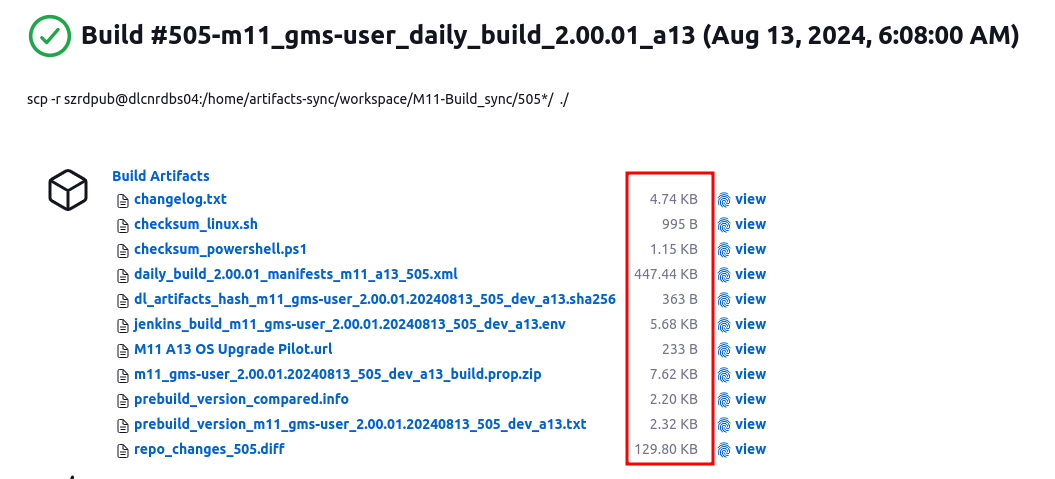 Build #505-m11_gms-user_daily_build_2.00.01_a13 (Aug 13, 2024, 6:08:00 AM)
scp -r szrdpub@dlcnrdbs04:/home/artifacts-sync/workspace/M11-Build_sync/505*/ ./
Build Artifacts
changelog.txt 4.74 KB view
checksum_linux.sh 995 B view
checksum_powershell.ps1 1.15 KB view
daily_build_2.00.01_manifests_m11_a13_505.xml 447.44 KB view
dl_artifacts_hash_m11_gms-user_2.00.01.20240813_505_dev_a13.sha256 363 B view
jenkins_build_m11_gms-user_2.00.01.20240813_505_dev_a13.env 5.68 KB view
M11 A13 OS Upgrade Pilot.url 233 B view
m11_gms-user_2.00.01.20240813_505_dev_a13_build.prop.zip 7.62 KB view
prebuild_version_compared.info 2.20 KB view
prebuild_version_m11_gms-user_2.00.01.20240813_505_dev_a13.txt 2.32 KB view
repo_changes_505.diff 129.80 KB view